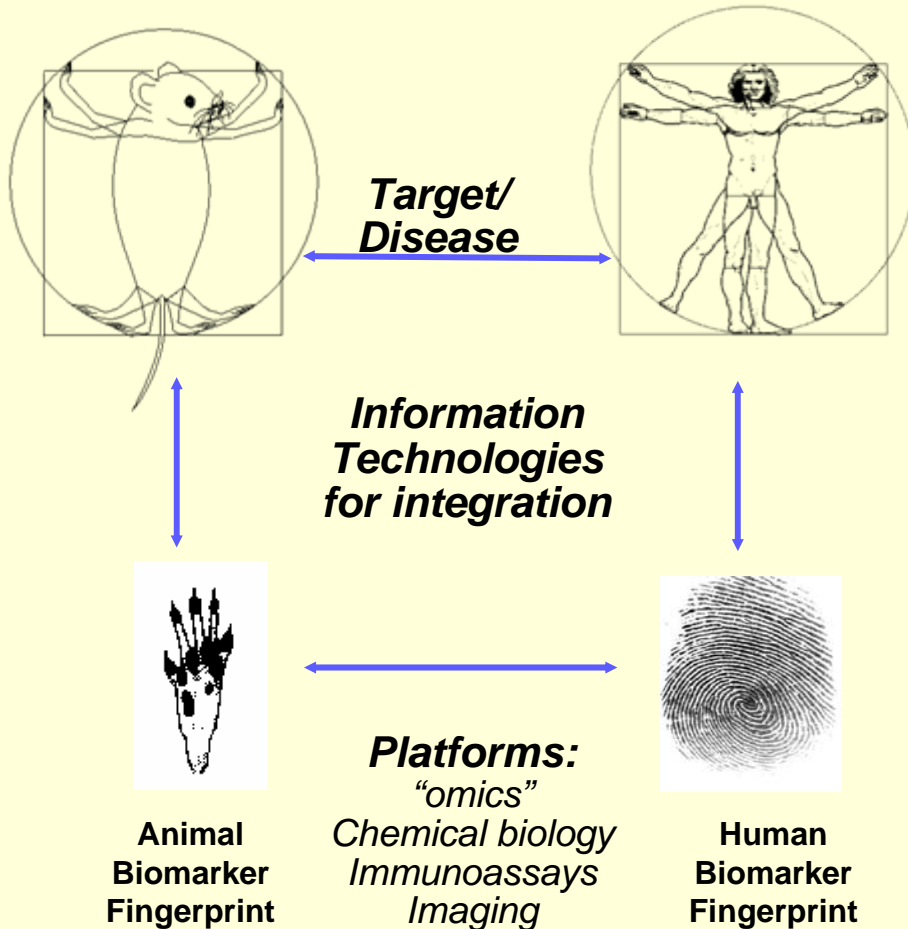 Target/
Disease
Information
Technologies
for integration
Platforms:
“omics”
Chemical biology
Immunoassays
Imaging
Animal
Biomarker
Fingerprint
Human
Biomarker
Fingerprint